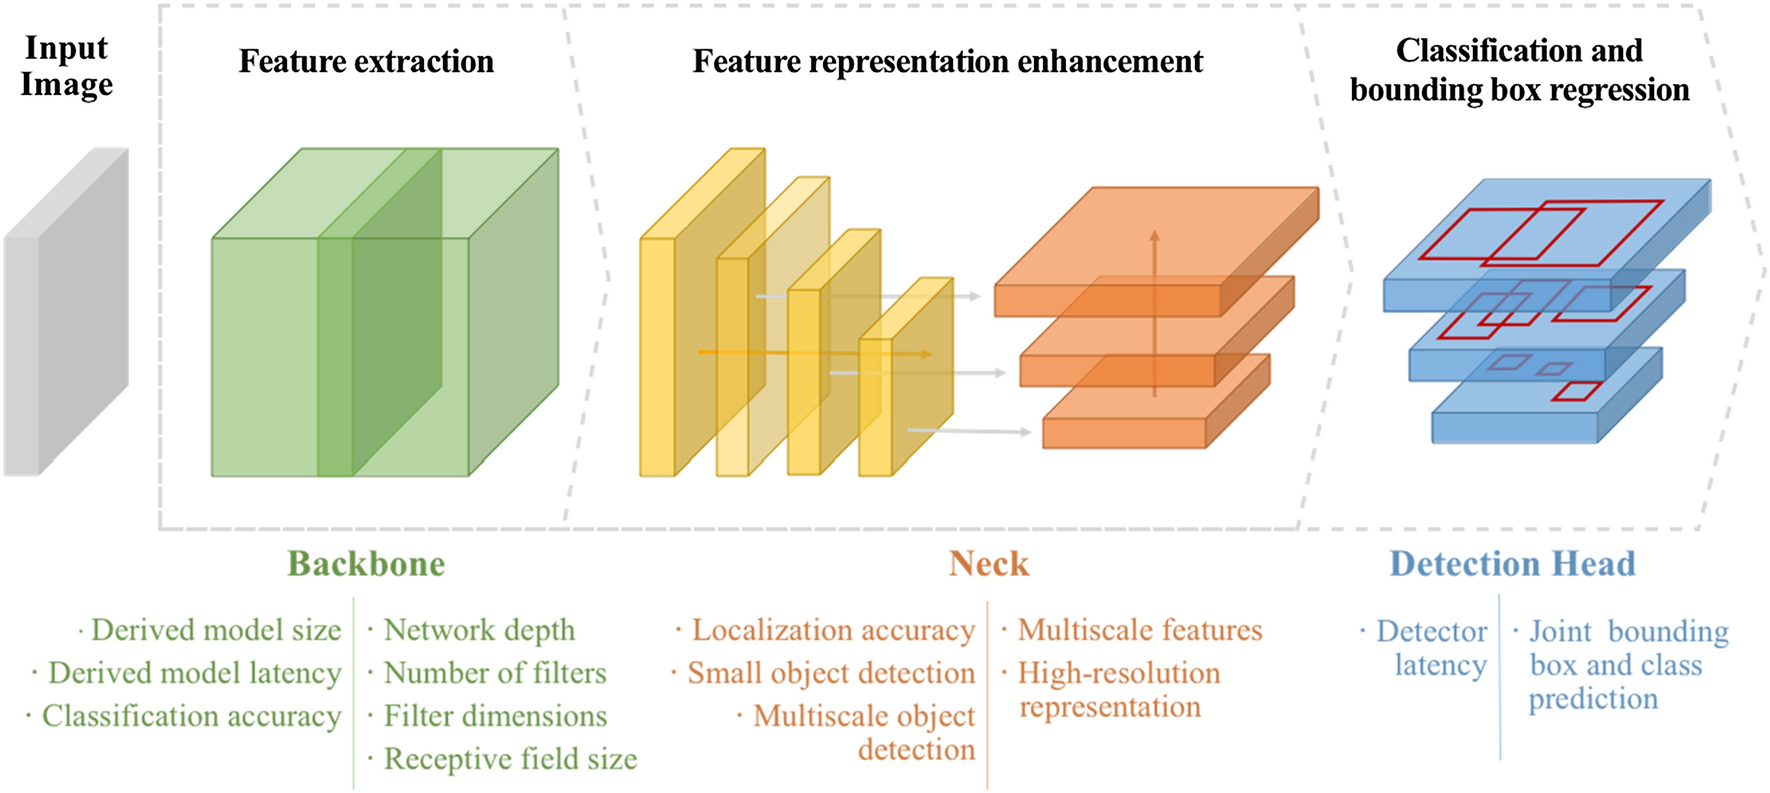 Input
Image
Feature extraction
Feature representation enhancement
Classification and
bounding box regression
Backbone
· Derived model size
· Derived model latency
· Classification accuracy
· Network depth
· Number of filters
· Filter dimensions
· Receptive field size
Neck
· Localization accuracy
· Small object detection
· Multiscale object
detection
· Multiscale features
· High-resolution
representation
Detection Head
· Detector
latency
· Joint bounding
box and class
prediction